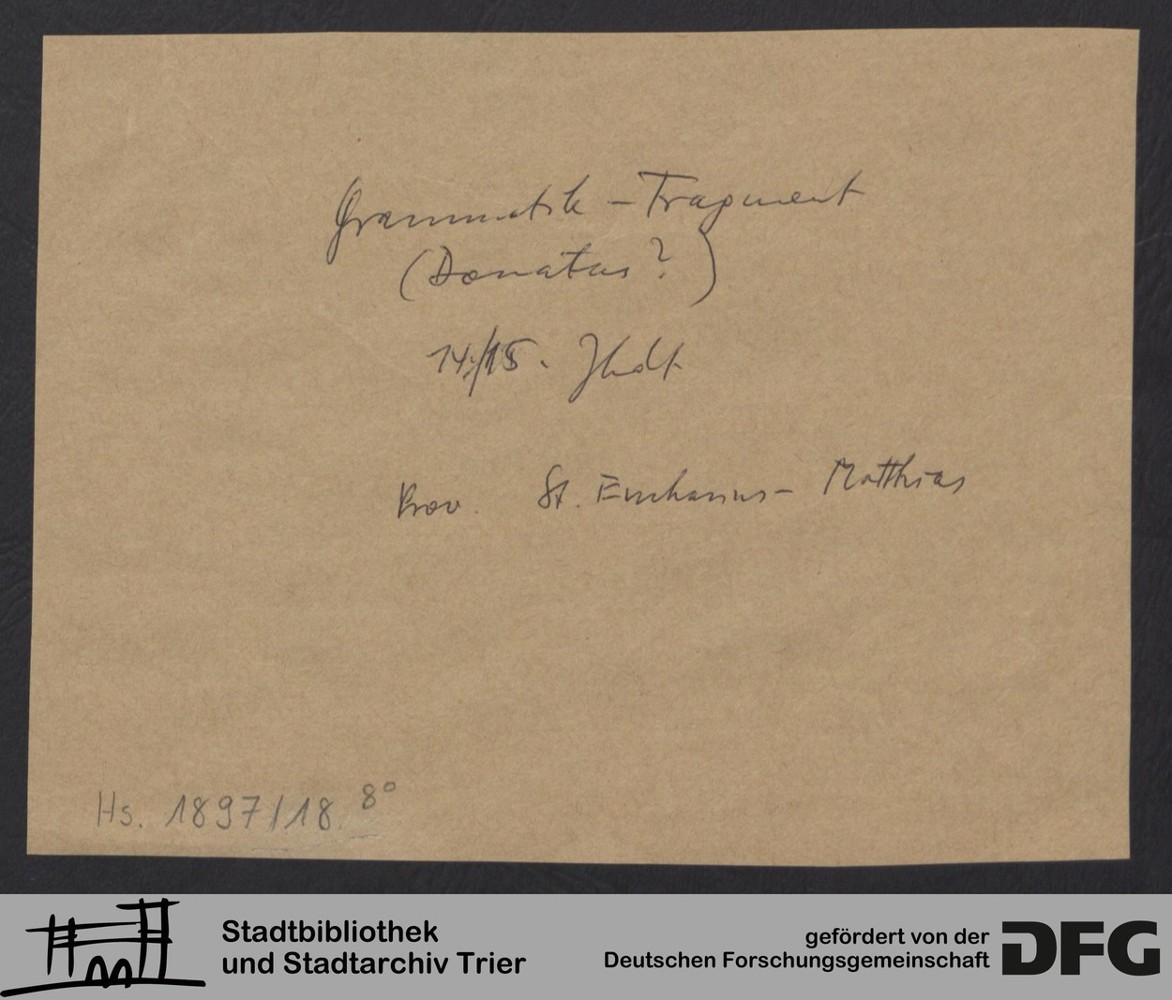 Grammatik-Fragment
(Donatus?)
14./15. Jhdt
Prov. St. Eucharius- Matthias
Hs. 1897/18 8°
Stadtbibliothek
und Stadtarchiv Trier
gefördert von der
Deutschen Forschungsgemeinschaft
DFG